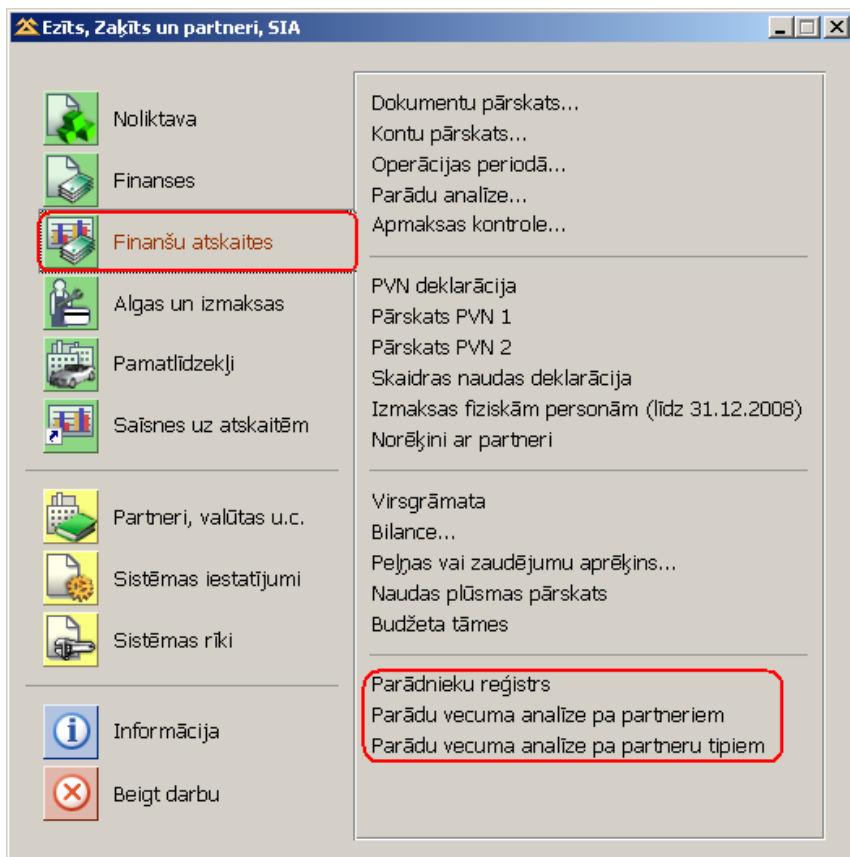 Ezīts, Zaķīts un partneri, SIA
Noliktava
Finanses
Finanšu atskaites
Algas un izmaksas
Pamatlīdzekļi
Saīsnes uz atskaitēm
Partneri, valūtas u.c.
Sistēmas iestatījumi
Sistēmas rīki
Informācija
Beigt darbu
Dokumentu pārskats...
Kontu pārskats...
Operācijas periodā...
Parādu analīze...
Apmaksas kontrole...
PVN deklarācija
Pārskats PVN 1
Pārskats PVN 2
Skaidras naudas deklarācija
Izmaksas fiziskām personām (līdz 31.12.2008)
Norēķini ar partneri
Virsgrāmata
Bilance...
Peļņas vai zaudējumu aprēķins...
Naudas plūsmas pārskats
Budžeta tāmes
Parādnieku reģistrs
Parādu vecuma analīze pa partneriem
Parādu vecuma analīze pa partneru tipiem